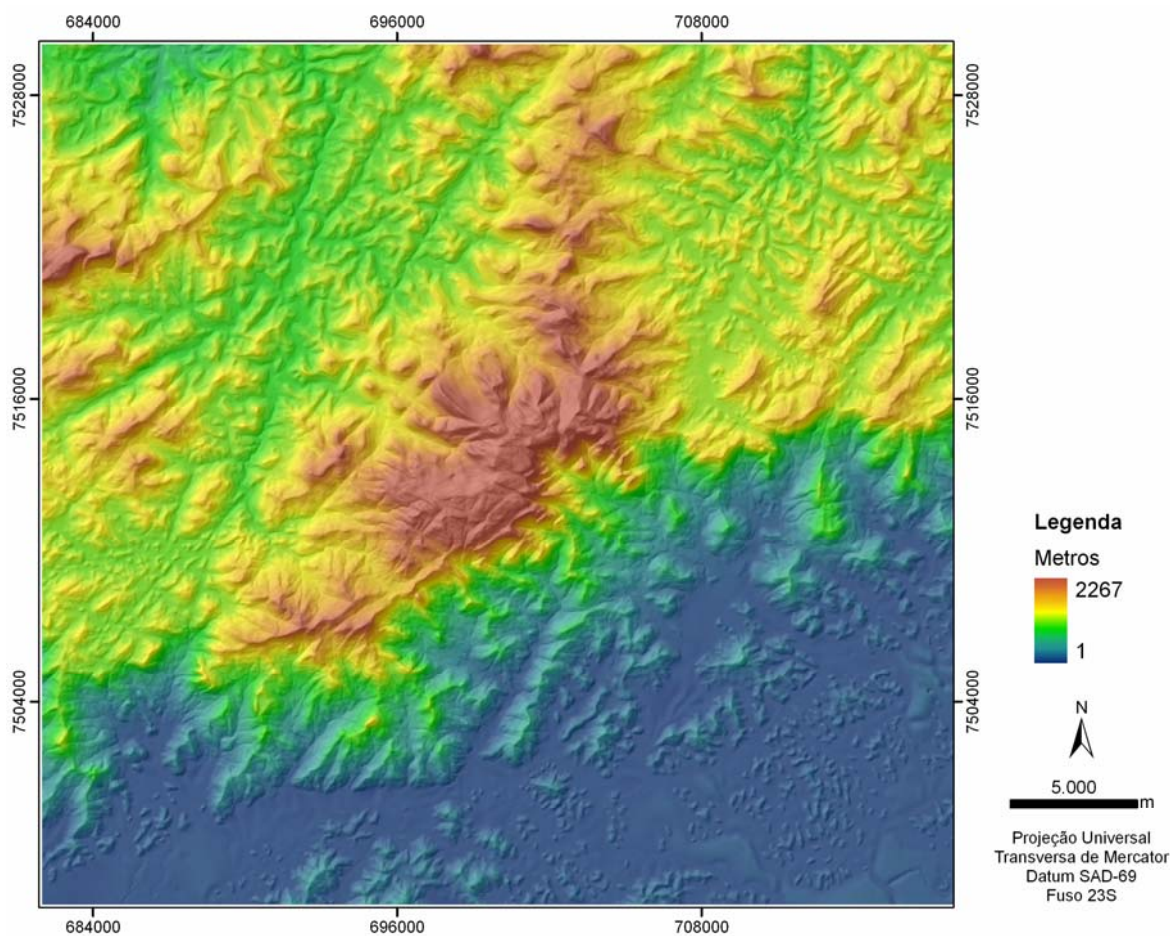 684000
696000
708000
7528000
7528000
7516000
7516000
7504000
7504000
Legenda
Metros
2267
1
N
5.000
m
Projeção Universal
Transversa de Mercator
Datum SAD-69
Fuso 23S
684000
696000
708000